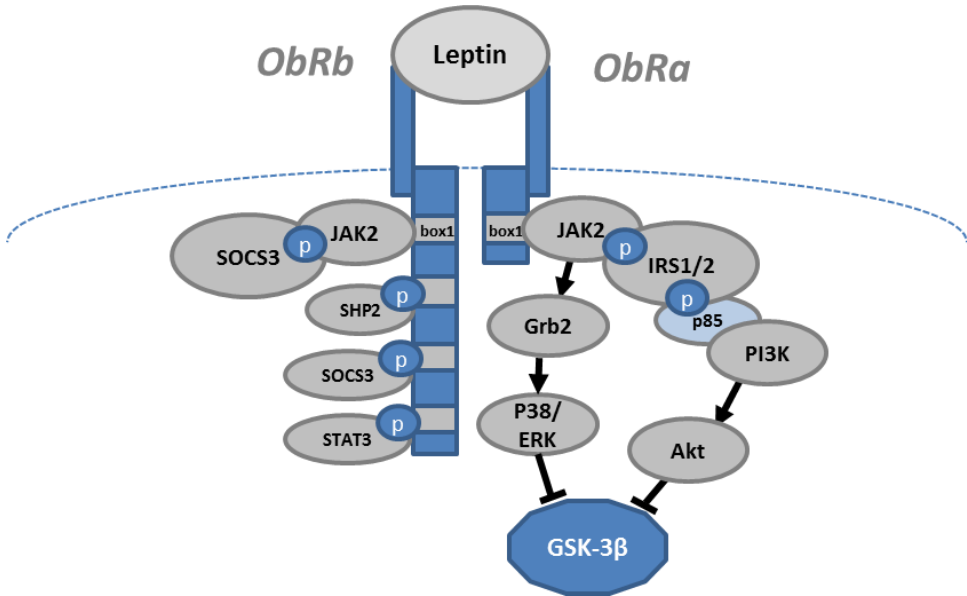 ObRb
Leptin
ObRa
SOCS3
p
JAK2
box1
box1
JAK2
p
IRS1/2
SHP2
p
Grb2
p
p85
PI3K
SOCS3
p
P38/
ERK
STAT3
p
Akt
GSK-3β